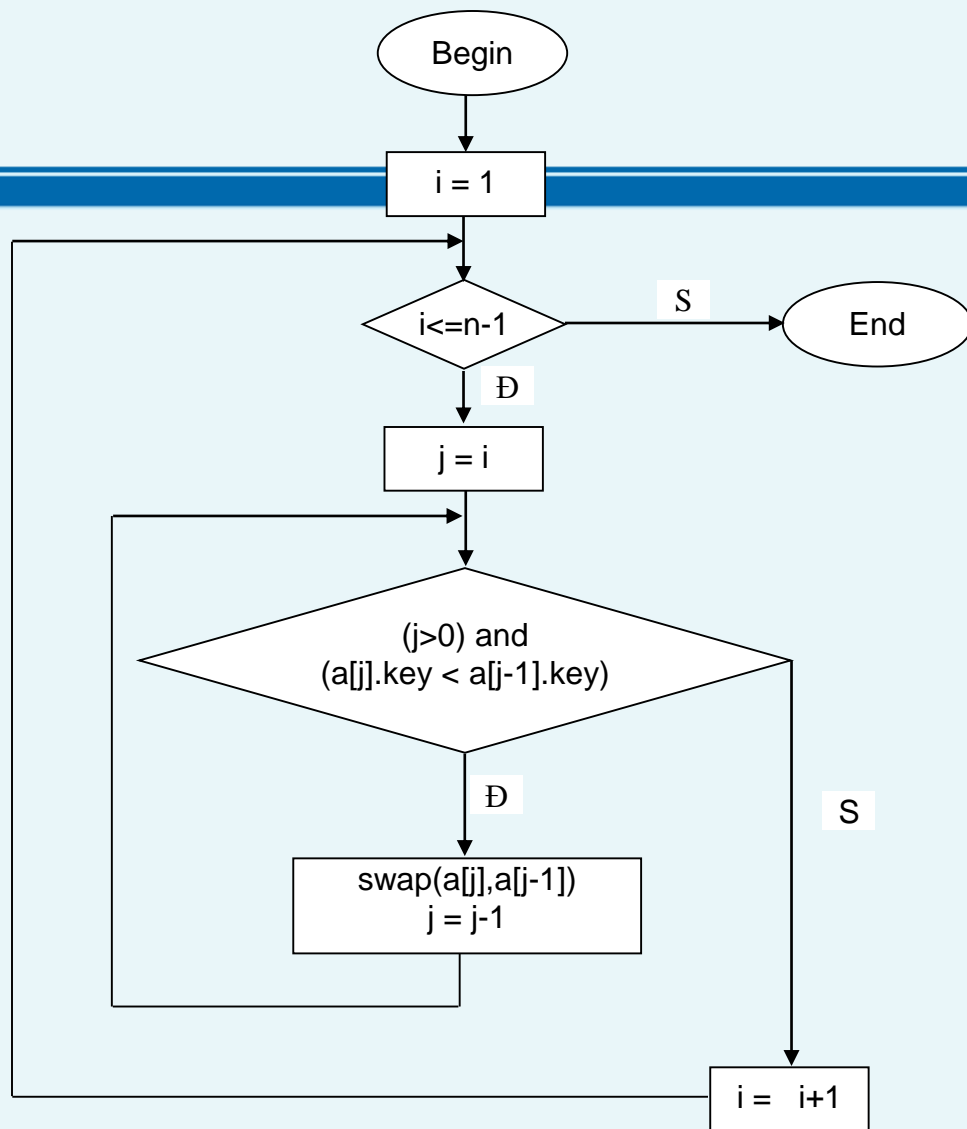 Begin
i = 1
i<=n-1
S
End
Đ
j = i
(j>0) and
(a[j].key < a[j-1].key)
Đ
S
swap(a[j],a[j-1])
j = j-1
i = i+1